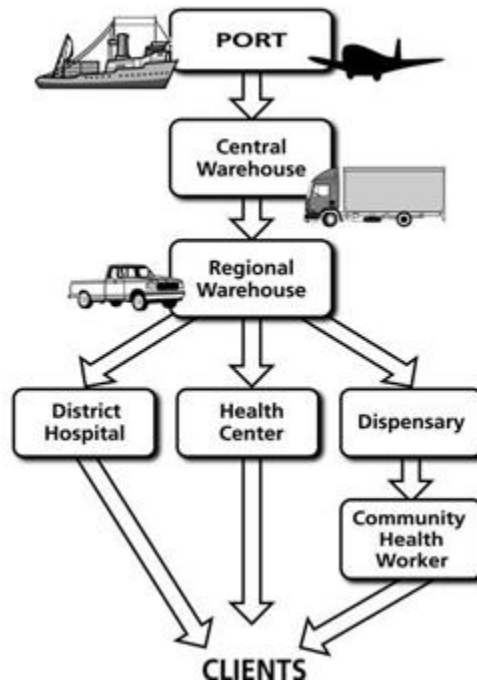 PORT
Central
Warehouse
Regional
Warehouse
District
Hospital
Health
Center
Dispensary
Community
Health
Worker
CLIENTS